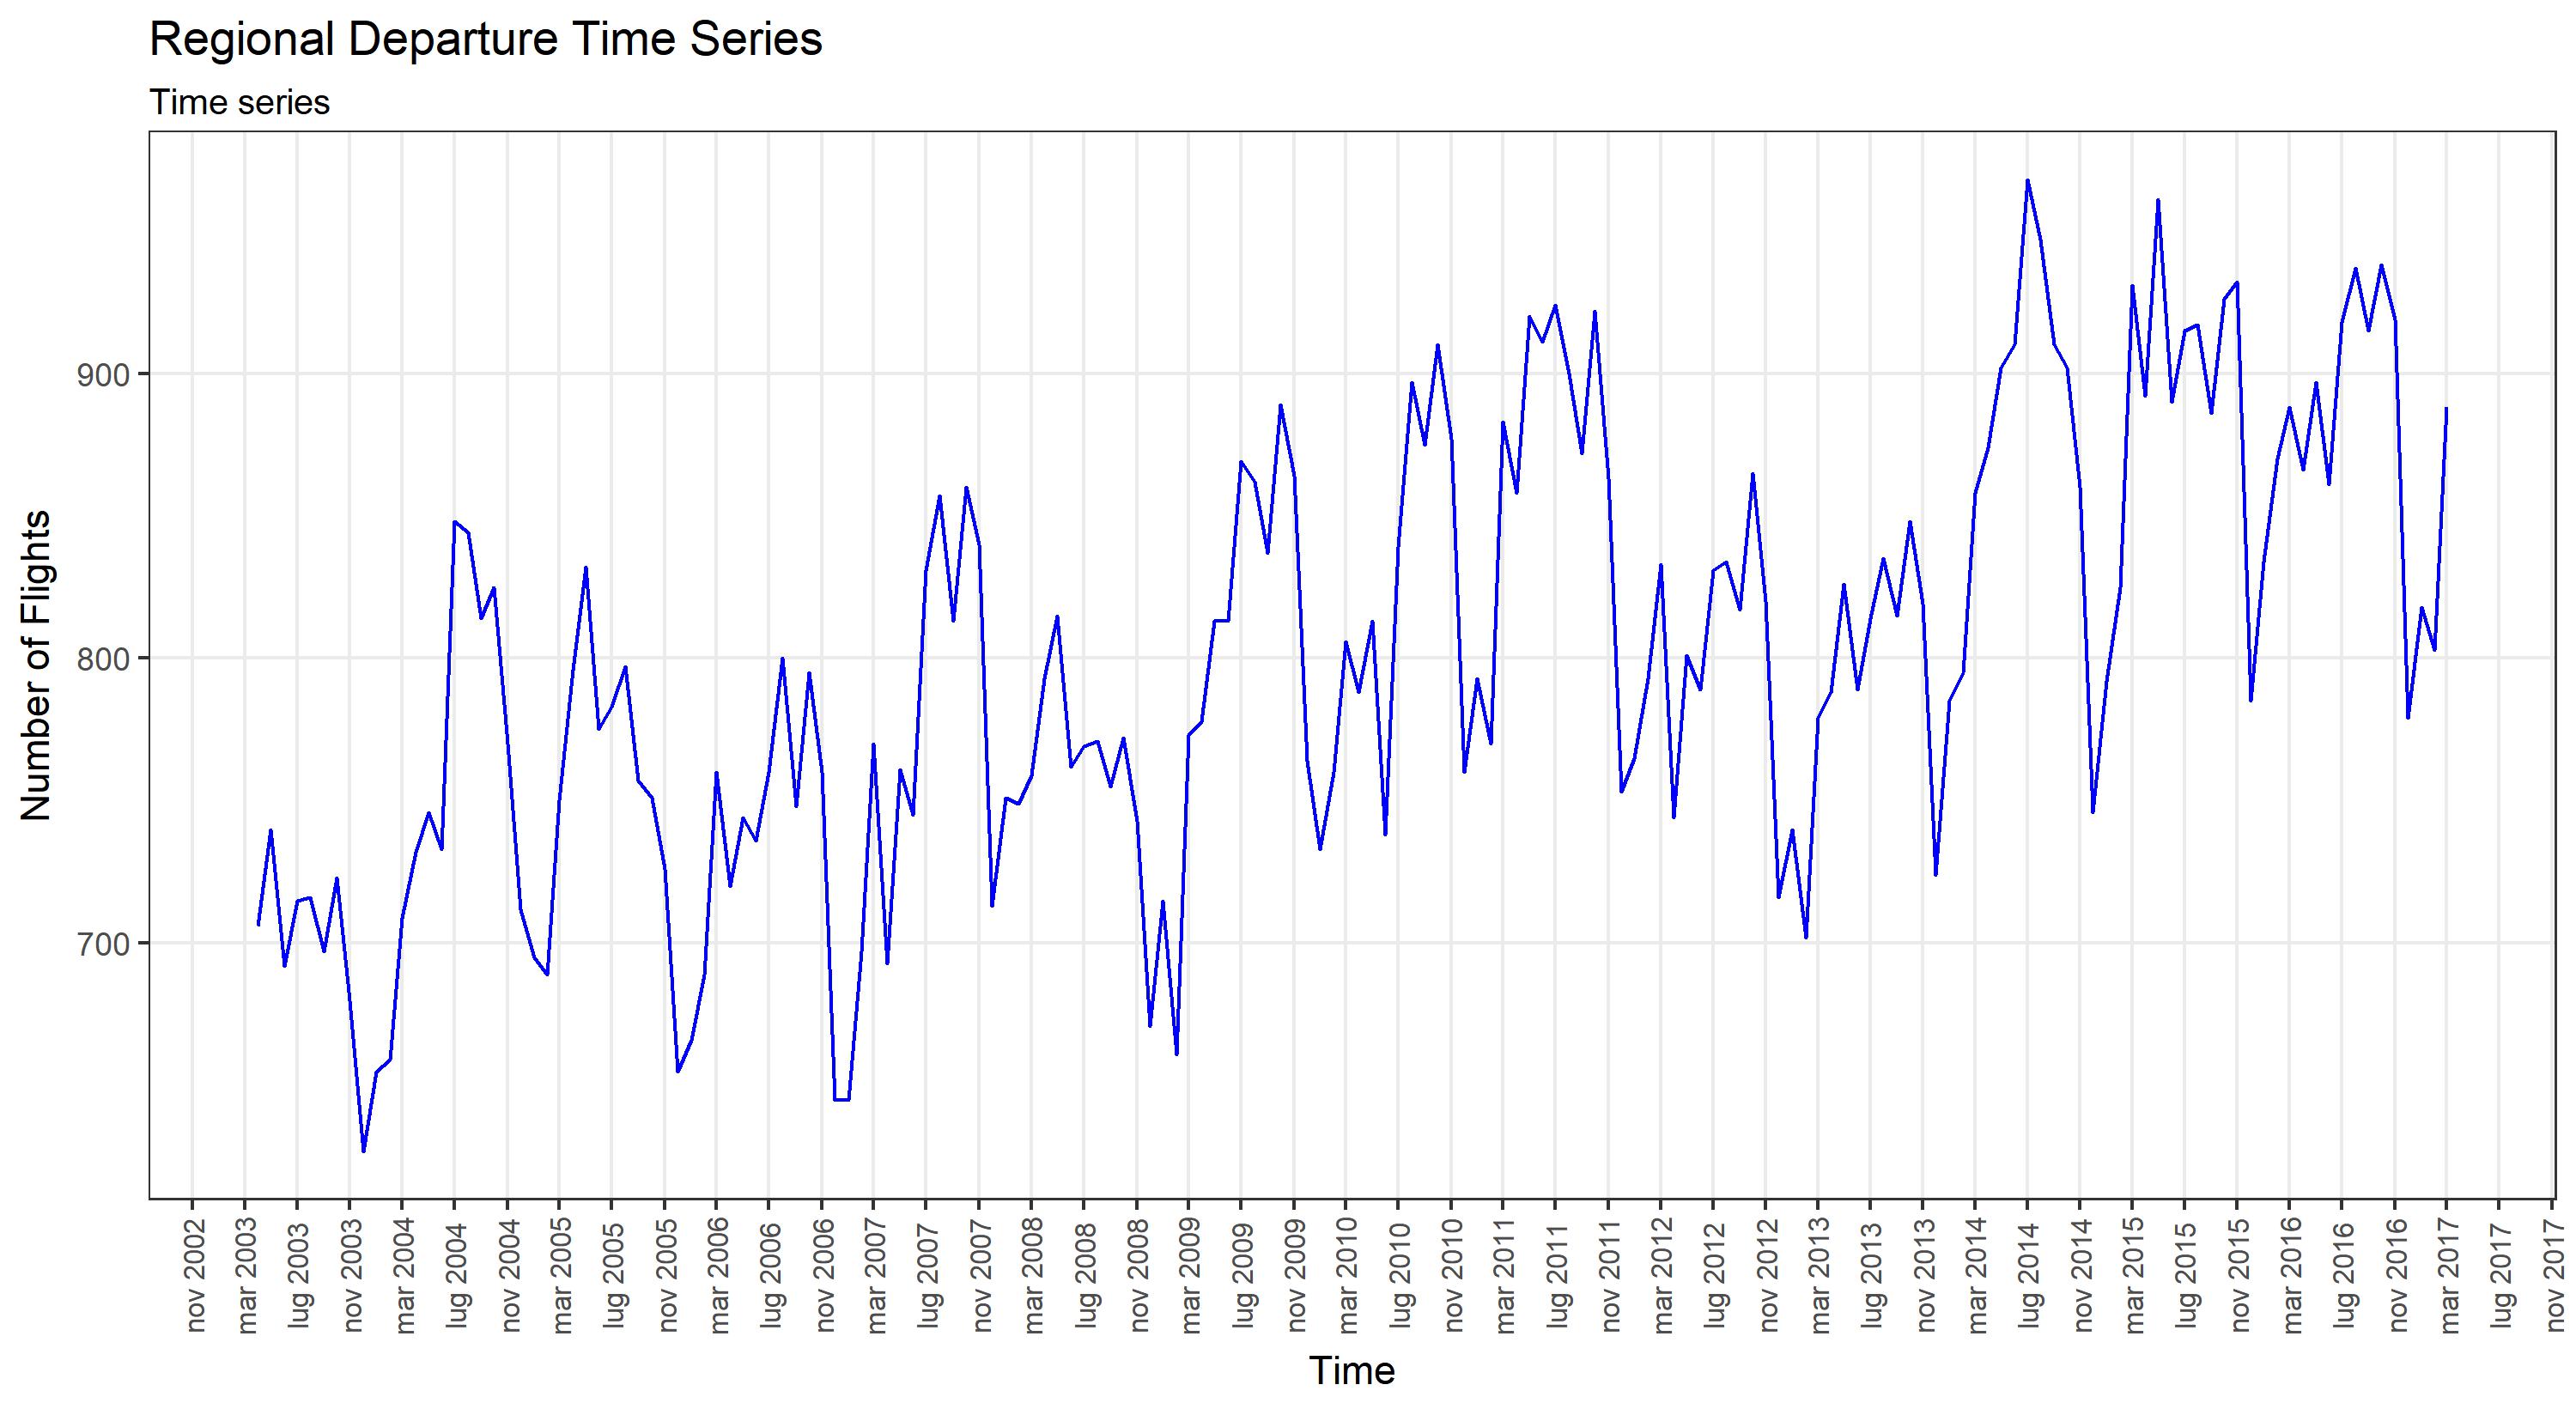 Regional Departure Time Series
Time series
Number of Flights
900
800
700
nov 2002
mar 2003
lug 2003
nov 2003
mar 2004
lug 2004
nov 2004
mar 2005
lug 2005
nov 2005
mar 2006
lug 2006
nov 2006
mar 2007
lug 2007
nov 2007
mar 2008
lug 2008
nov 2008
mar 2009
lug 2009
nov 2009
mar 2010
lug 2010
nov 2010
mar 2011
lug 2011
nov 2011
mar 2012
lug 2012
nov 2012
mar 2013
lug 2013
nov 2013
mar 2014
lug 2014
nov 2014
mar 2015
lug 2015
nov 2015
mar 2016
lug 2016
nov 2016
mar 2017
lug 2017
nov 2017
Time